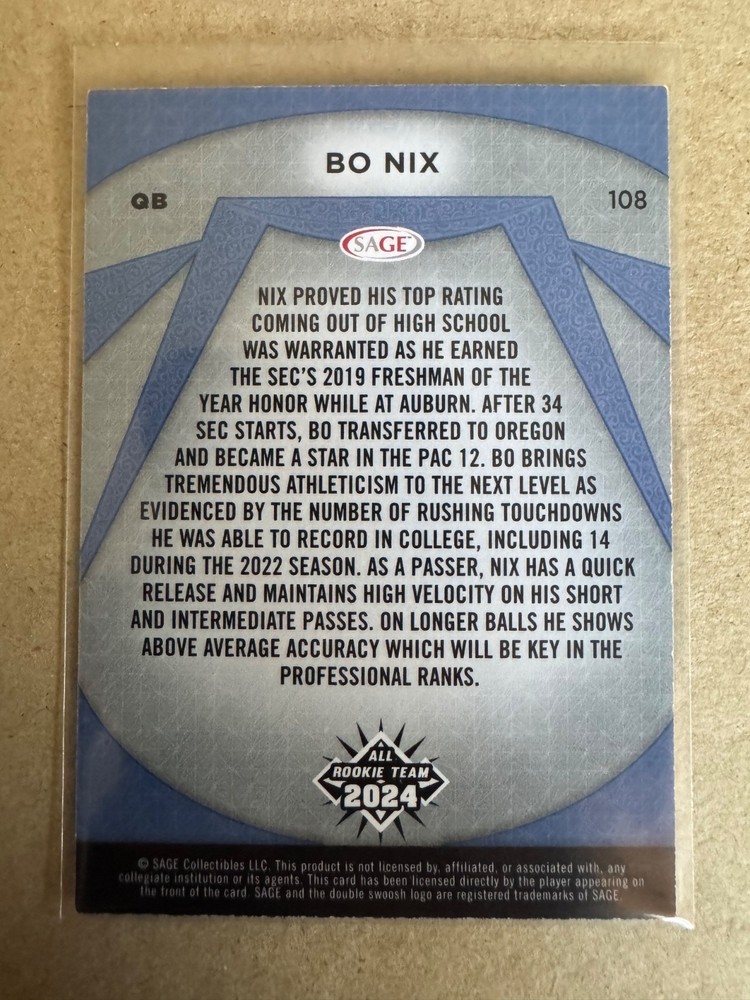 BO NIX
QB
108
SAGE
NIX PROVED HIS TOP RATING
COMING OUT OF HIGH SCHOOL
WAS WARRANTED AS HE EARNED
THE SEC'S 2019 FRESHMAN OF THE
YEAR HONOR WHILE AT AUBURN. AFTER 34
SEC STARTS, BO TRANSFERRED TO OREGON
AND BECAME A STAR IN THE PAC 12. BO BRINGS
TREMENDOUS ATHLETICISM TO THE NEXT LEVEL AS
EVIDENCED BY THE NUMBER OF RUSHING TOUCHDOWNS
HE WAS ABLE TO RECORD IN COLLEGE, INCLUDING 14
DURING THE 2022 SEASON. AS A PASSER, NIX HAS A QUICK
RELEASE AND MAINTAINS HIGH VELOCITY ON HIS SHORT
AND INTERMEDIATE PASSES. ON LONGER BALLS HE SHOWS
ABOVE AVERAGE ACCURACY WHICH WILL BE KEY IN THE
PROFESSIONAL RANKS.
ALL
ROOKIE TEAM
2024
© SAGE Collectibles LLC. This product is not licensed by, affiliated, or associated with, any
collegiate institution or its agents. This card has been licensed directly by the player appearing on
the front of the card. SAGE and the double swoosh logo are registered trademarks of SAGE.